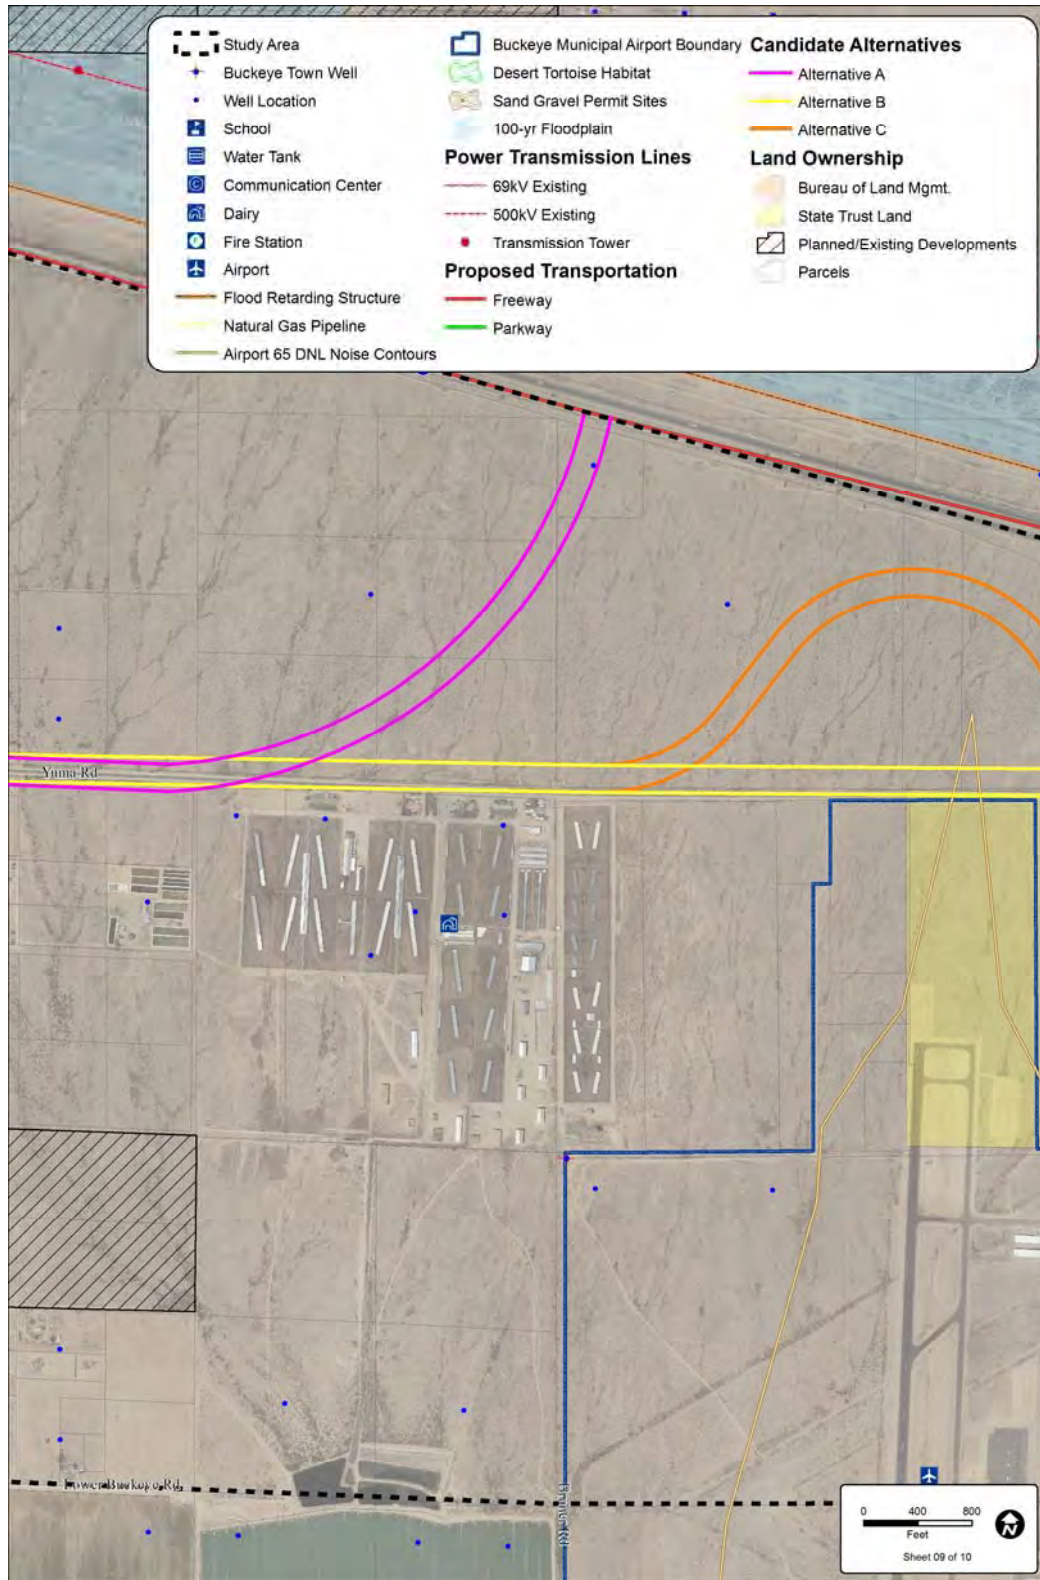 Study Area
Buckeye Town Well
Well Location
School
Water Tank
Communication Center
Dairy
Fire Station
Airport
Flood Retarding Structure
Natural Gas Pipeline
Airport 65 DNL Noise Contours
Buckeye Municipal Airport Boundary
Desert Tortoise Habitat
Sand Gravel Permit Sites
100-yr Floodplain
Power Transmission Lines
69kV Existing
500kV Existing
Transmission Tower
Proposed Transportation
Freeway
Parkway
Candidate Alternatives
Alternative A
Alternative B
Alternative C
Land Ownership
Bureau of Land Mgmt.
State Trust Land
Planned/Existing Developments
Parcels
Yuma Rd
Lower Buckeye Rd
0 400 800
Feet
N
Sheet 09 of 10